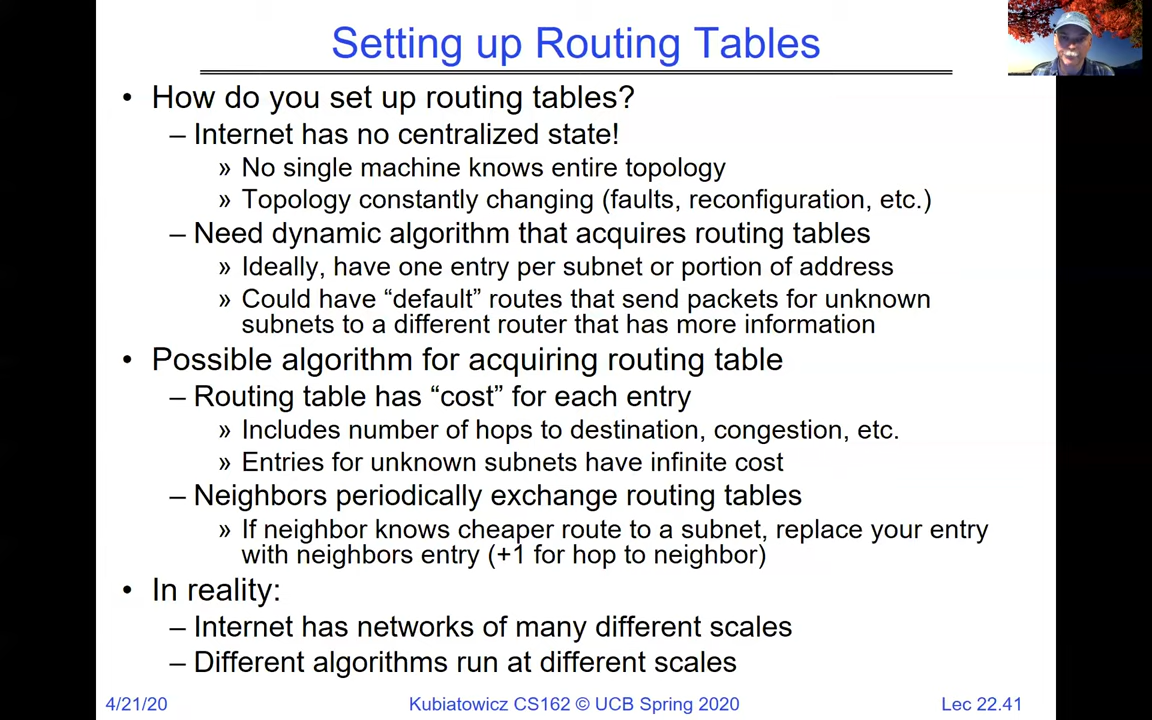 Setting up Routing Tables
• How do you set up routing tables?
– Internet has no centralized state!
» No single machine knows entire topology
» Topology constantly changing (faults, reconfiguration, etc.)
– Need dynamic algorithm that acquires routing tables
» Ideally, have one entry per subnet or portion of address
» Could have “default” routes that send packets for unknown
subnets to a different router that has more information
• Possible algorithm for acquiring routing table
– Routing table has “cost” for each entry
» Includes number of hops to destination, congestion, etc.
» Entries for unknown subnets have infinite cost
– Neighbors periodically exchange routing tables
» If neighbor knows cheaper route to a subnet, replace your entry
with neighbors entry (+1 for hop to neighbor)
• In reality:
– Internet has networks of many different scales
– Different algorithms run at different scales
4/21/20
Kubiatowicz CS162 © UCB Spring 2020
Lec 22.41